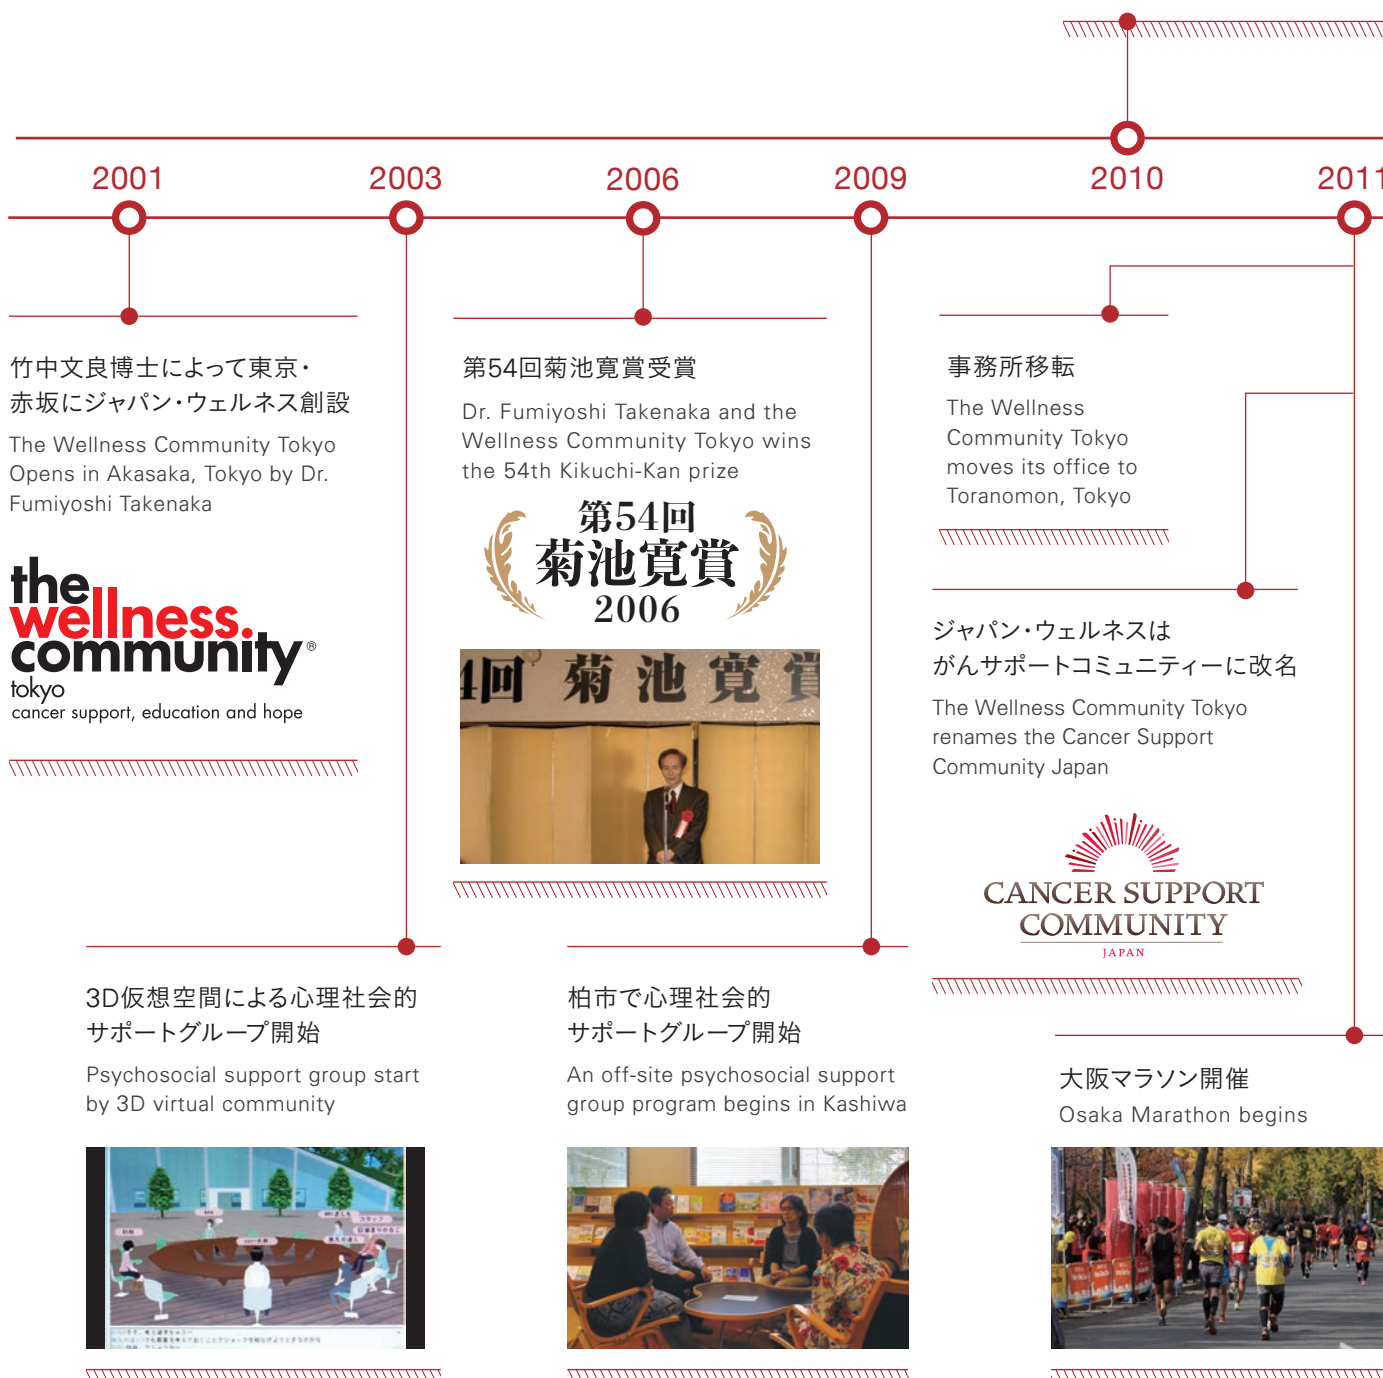 2001
2003
2006
2009
2010
2011
竹中文良博士によって東京・
赤坂にジャパン・ウェルネス創設
The Wellness Community Tokyo
Opens in Akasaka, Tokyo by Dr.
Fumiyoshi Takenaka
the
wellness.
community®
tokyo
cancer support, education and hope
第54回菊池寛賞受賞
Dr. Fumiyoshi Takenaka and the
Wellness Community Tokyo wins
the 54th Kikuchi-Kan prize
第54回
菊池寛賞
2006
4回 菊池寛賞
事務所移転
The Wellness
Community Tokyo
moves its office to
Toranomon, Tokyo
ジャパン・ウェルネスは
がんサポートコミュニティーに改名
The Wellness Community Tokyo
renames the Cancer Support
Community Japan
CANCER SUPPORT
COMMUNITY
JAPAN
3D仮想空間による心理社会的
サポートグループ開始
Psychosocial support group start
by 3D virtual community
スタッフ
柏市で心理社会的
サポートグループ開始
An off-site psychosocial support
group program begins in Kashiwa
大阪マラソン開催
Osaka Marathon begins